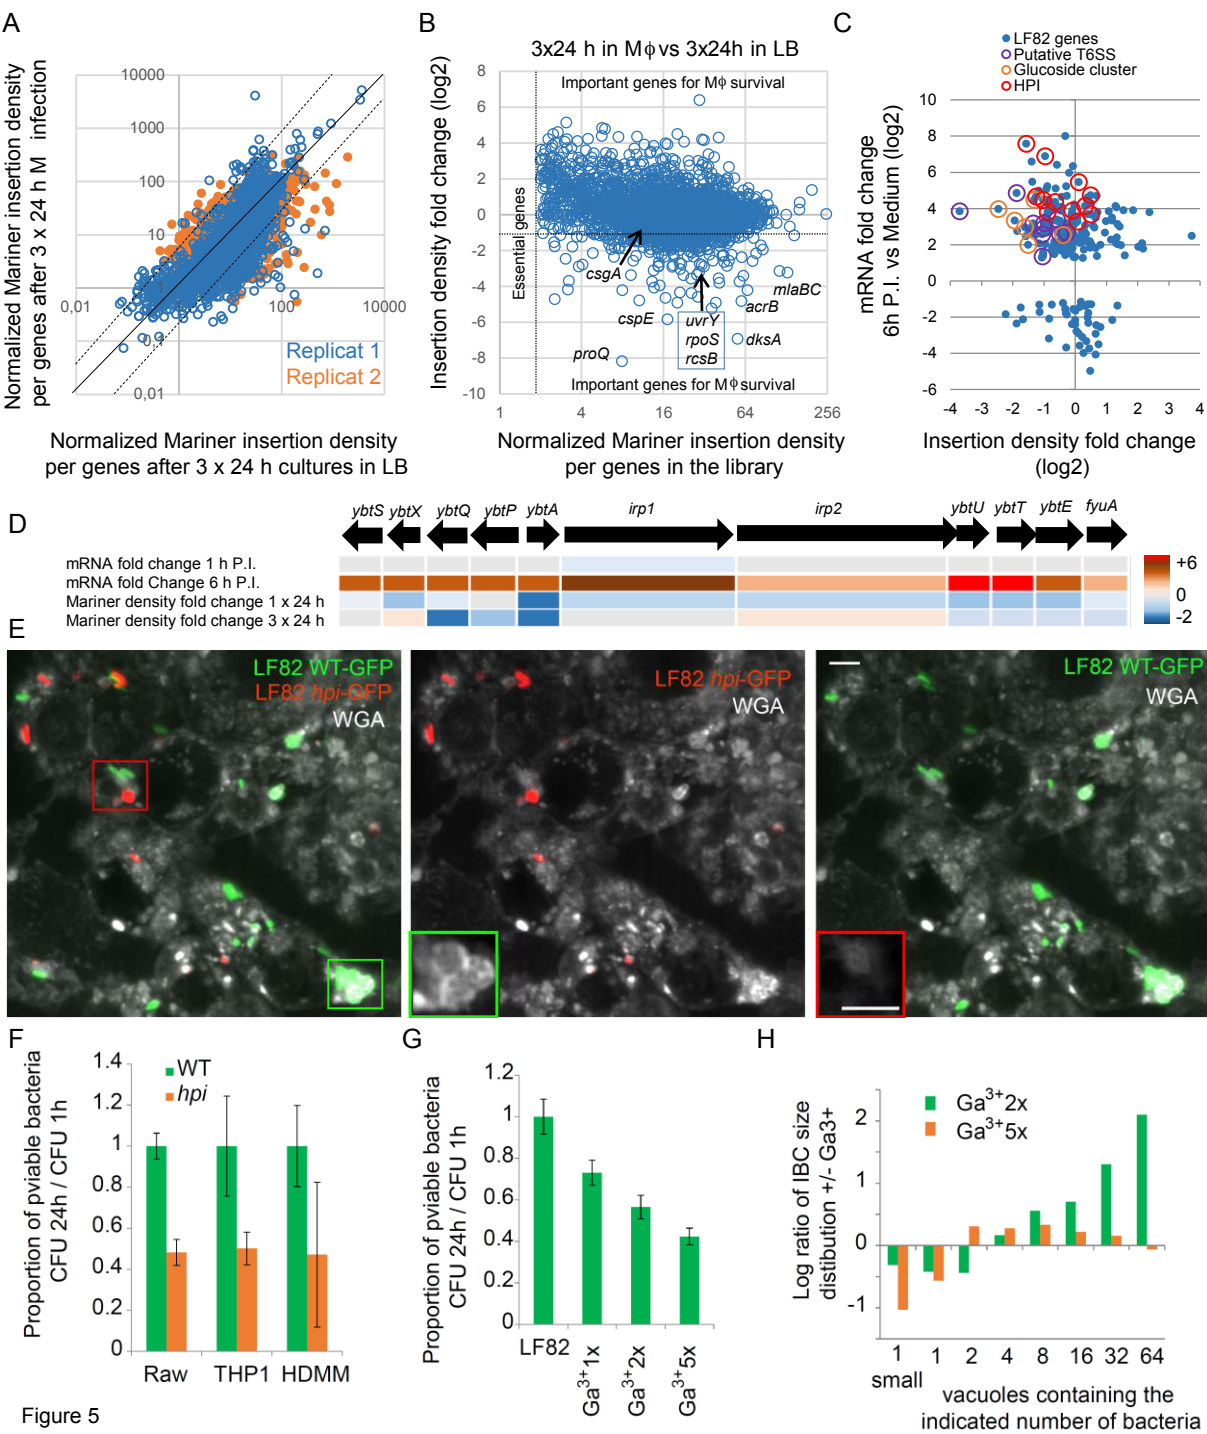 A
Normalized Mariner insertion density
per genes after 3 x 24 h M infection
10000
1000
100
10
1
0,1
0,01
0,01
100
10000
Replicat 1
Replicat 2
Normalized Mariner insertion density
per genes after 3 x 24 h cultures in LB
B
3x24 h in Mϕ vs 3x24h in LB
Insertion density fold change (log2)
8
6
4
2
0
-2
-4
-6
-8
-10
Important genes for Mϕ survival
Essential genes
csgA
cspE
proQ
uvrY
rpoS
rcsB
mlaBC
acrB
dksA
Important genes for Mϕ survival
1
4
16
64
256
Normalized Mariner insertion density
per genes in the library
C
LF82 genes
Putative T6SS
Glucoside cluster
HPI
mRNA fold change
6h P.I. vs Medium (log2)
10
8
6
4
2
0
-2
-4
-6
-4 -3 -2 -1 0 1 2 3 4
Insertion density fold change
(log2)
D
ybtS ybtX ybtQ ybtP ybtA irp1 irp2 ybtU ybtT ybtE fyuA
mRNA fold change 1 h P.I.
mRNA fold Change 6 h P.I.
Mariner density fold change 1 x 24 h
Mariner density fold change 3 x 24 h
+6
0
-2
E
LF82 WT-GFP
LF82 hpi-GFP
WGA
LF82 hpi-GFP
WGA
LF82 WT-GFP
WGA
F
Proportion of pviable bacteria
CFU 24h / CFU 1h
1.4
1.2
1
0.8
0.6
0.4
0.2
0
WT
hpi
Raw THP1 HDMM
G
Proportion of pviable bacteria
CFU 24h / CFU 1h
1.2
1
0.8
0.6
0.4
0.2
0
LF82
Ga3+1x
Ga3+2x
Ga3+5x
H
Log ratio of IBC size
distibution +/- Ga3+
2
1
0
-1
Ga3+2x
Ga3+5x
1 1 2 4 8 16 32 64
small
vacuoles containing the
indicated number of bacteria
Figure 5